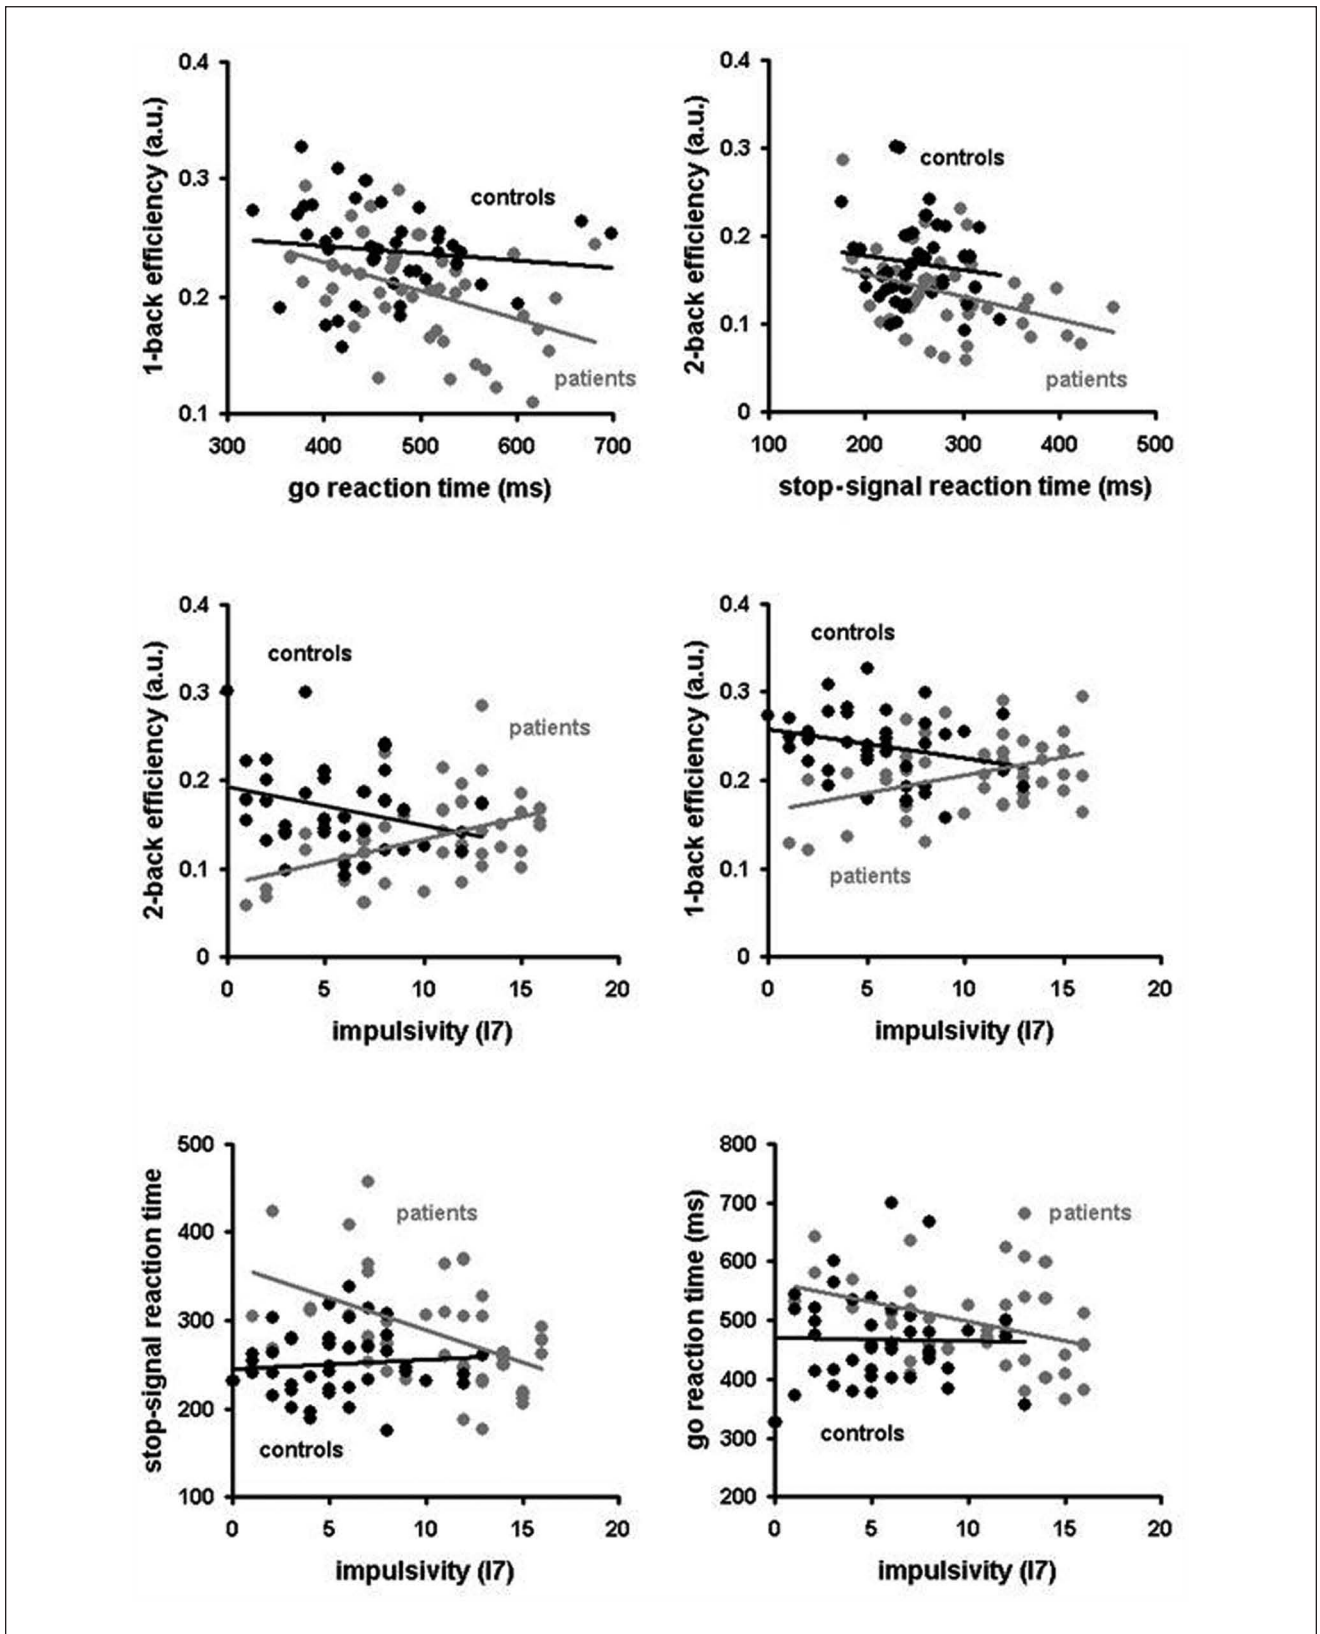 0.4
0.3
0.2
0.1
1-back efficiency (a.u.)
controls
patients
300 400 500 600 700
go reaction time (ms)
0.4
0.3
0.2
0.1
0
2-back efficiency (a.u.)
controls
patients
100 200 300 400 500
stop-signal reaction time (ms)
0.4
0.3
0.2
0.1
0
2-back efficiency (a.u.)
controls
patients
0 5 10 15 20
impulsivity (I7)
0.4
0.3
0.2
0.1
0
1-back efficiency (a.u.)
controls
patients
0 5 10 15 20
impulsivity (I7)
500
400
300
200
100
stop-signal reaction time
patients
controls
0 5 10 15 20
impulsivity (I7)
800
700
600
500
400
300
200
go reaction time (ms)
patients
controls
0 5 10 15 20
impulsivity (I7)